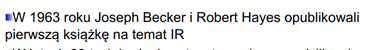 W 1963 roku Joseph Becker i Robert Hayes opublikowali
pierwszą książkę na temat IR